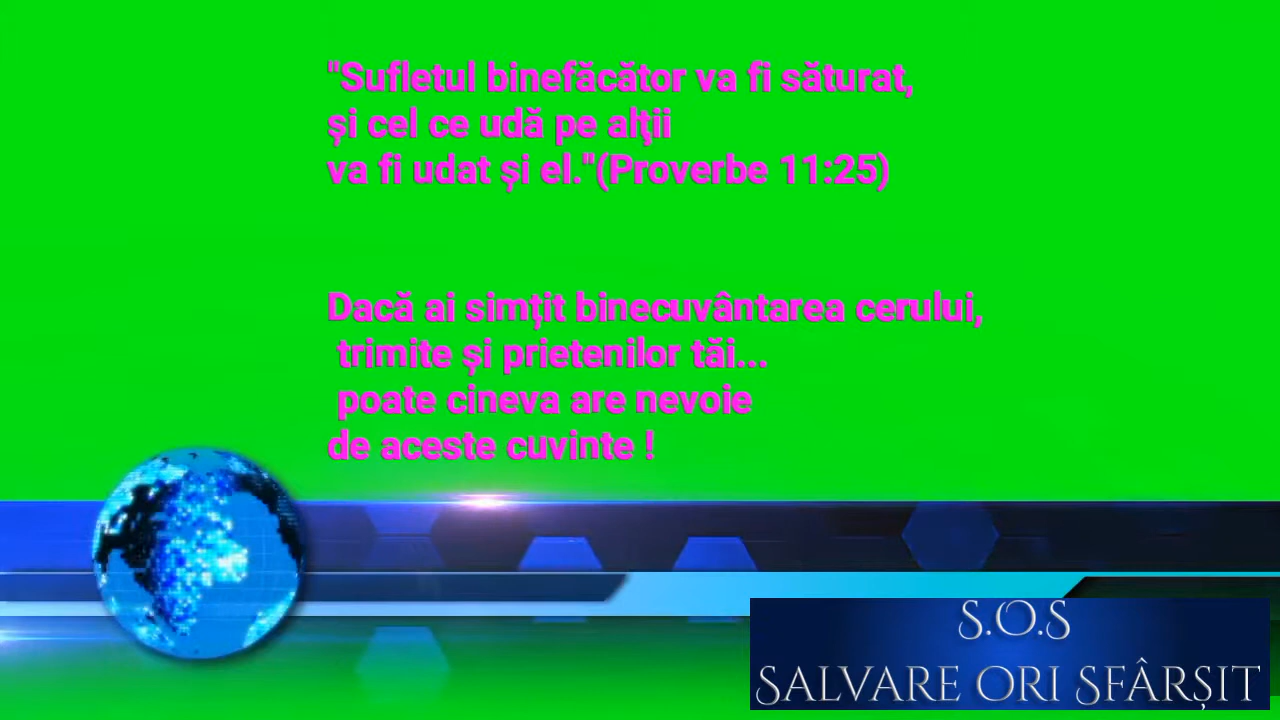 "Sufletul binefăcător va fi săturat,
și cel ce udă pe alţii
va fi udat și el."(Proverbe 11:25)
Dacă ai simțit binecuvântarea cerului,
trimite și prietenilor tăi...
poate cineva are nevoie
de aceste cuvinte !
S.O.S
SALVARE ORI SFÂRȘIT